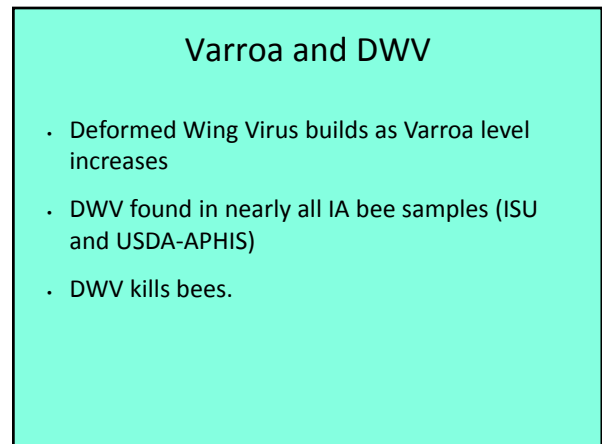 Varroa and DWV
• Deformed Wing Virus builds as Varroa level
increases
• DWV found in nearly all IA bee samples (ISU
and USDA-APHIS)
• DWV kills bees.